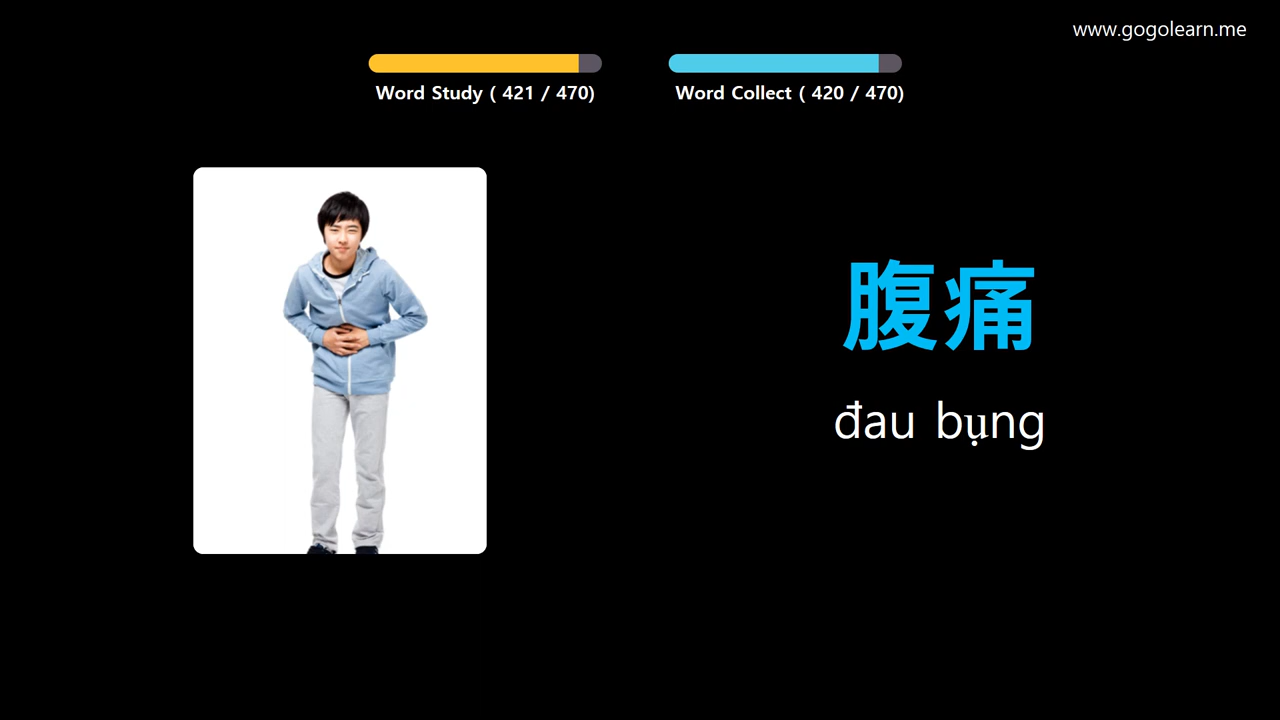 www.gogolearn.me
Word Study ( 421 / 470)
Word Collect ( 420 / 470)
腹痛
đau bụng